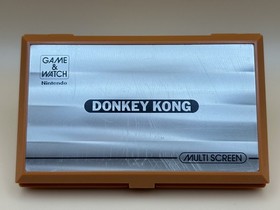 GAME
&
WATCH
Nintendo
DONKEY KONG
MULTI SCREEN